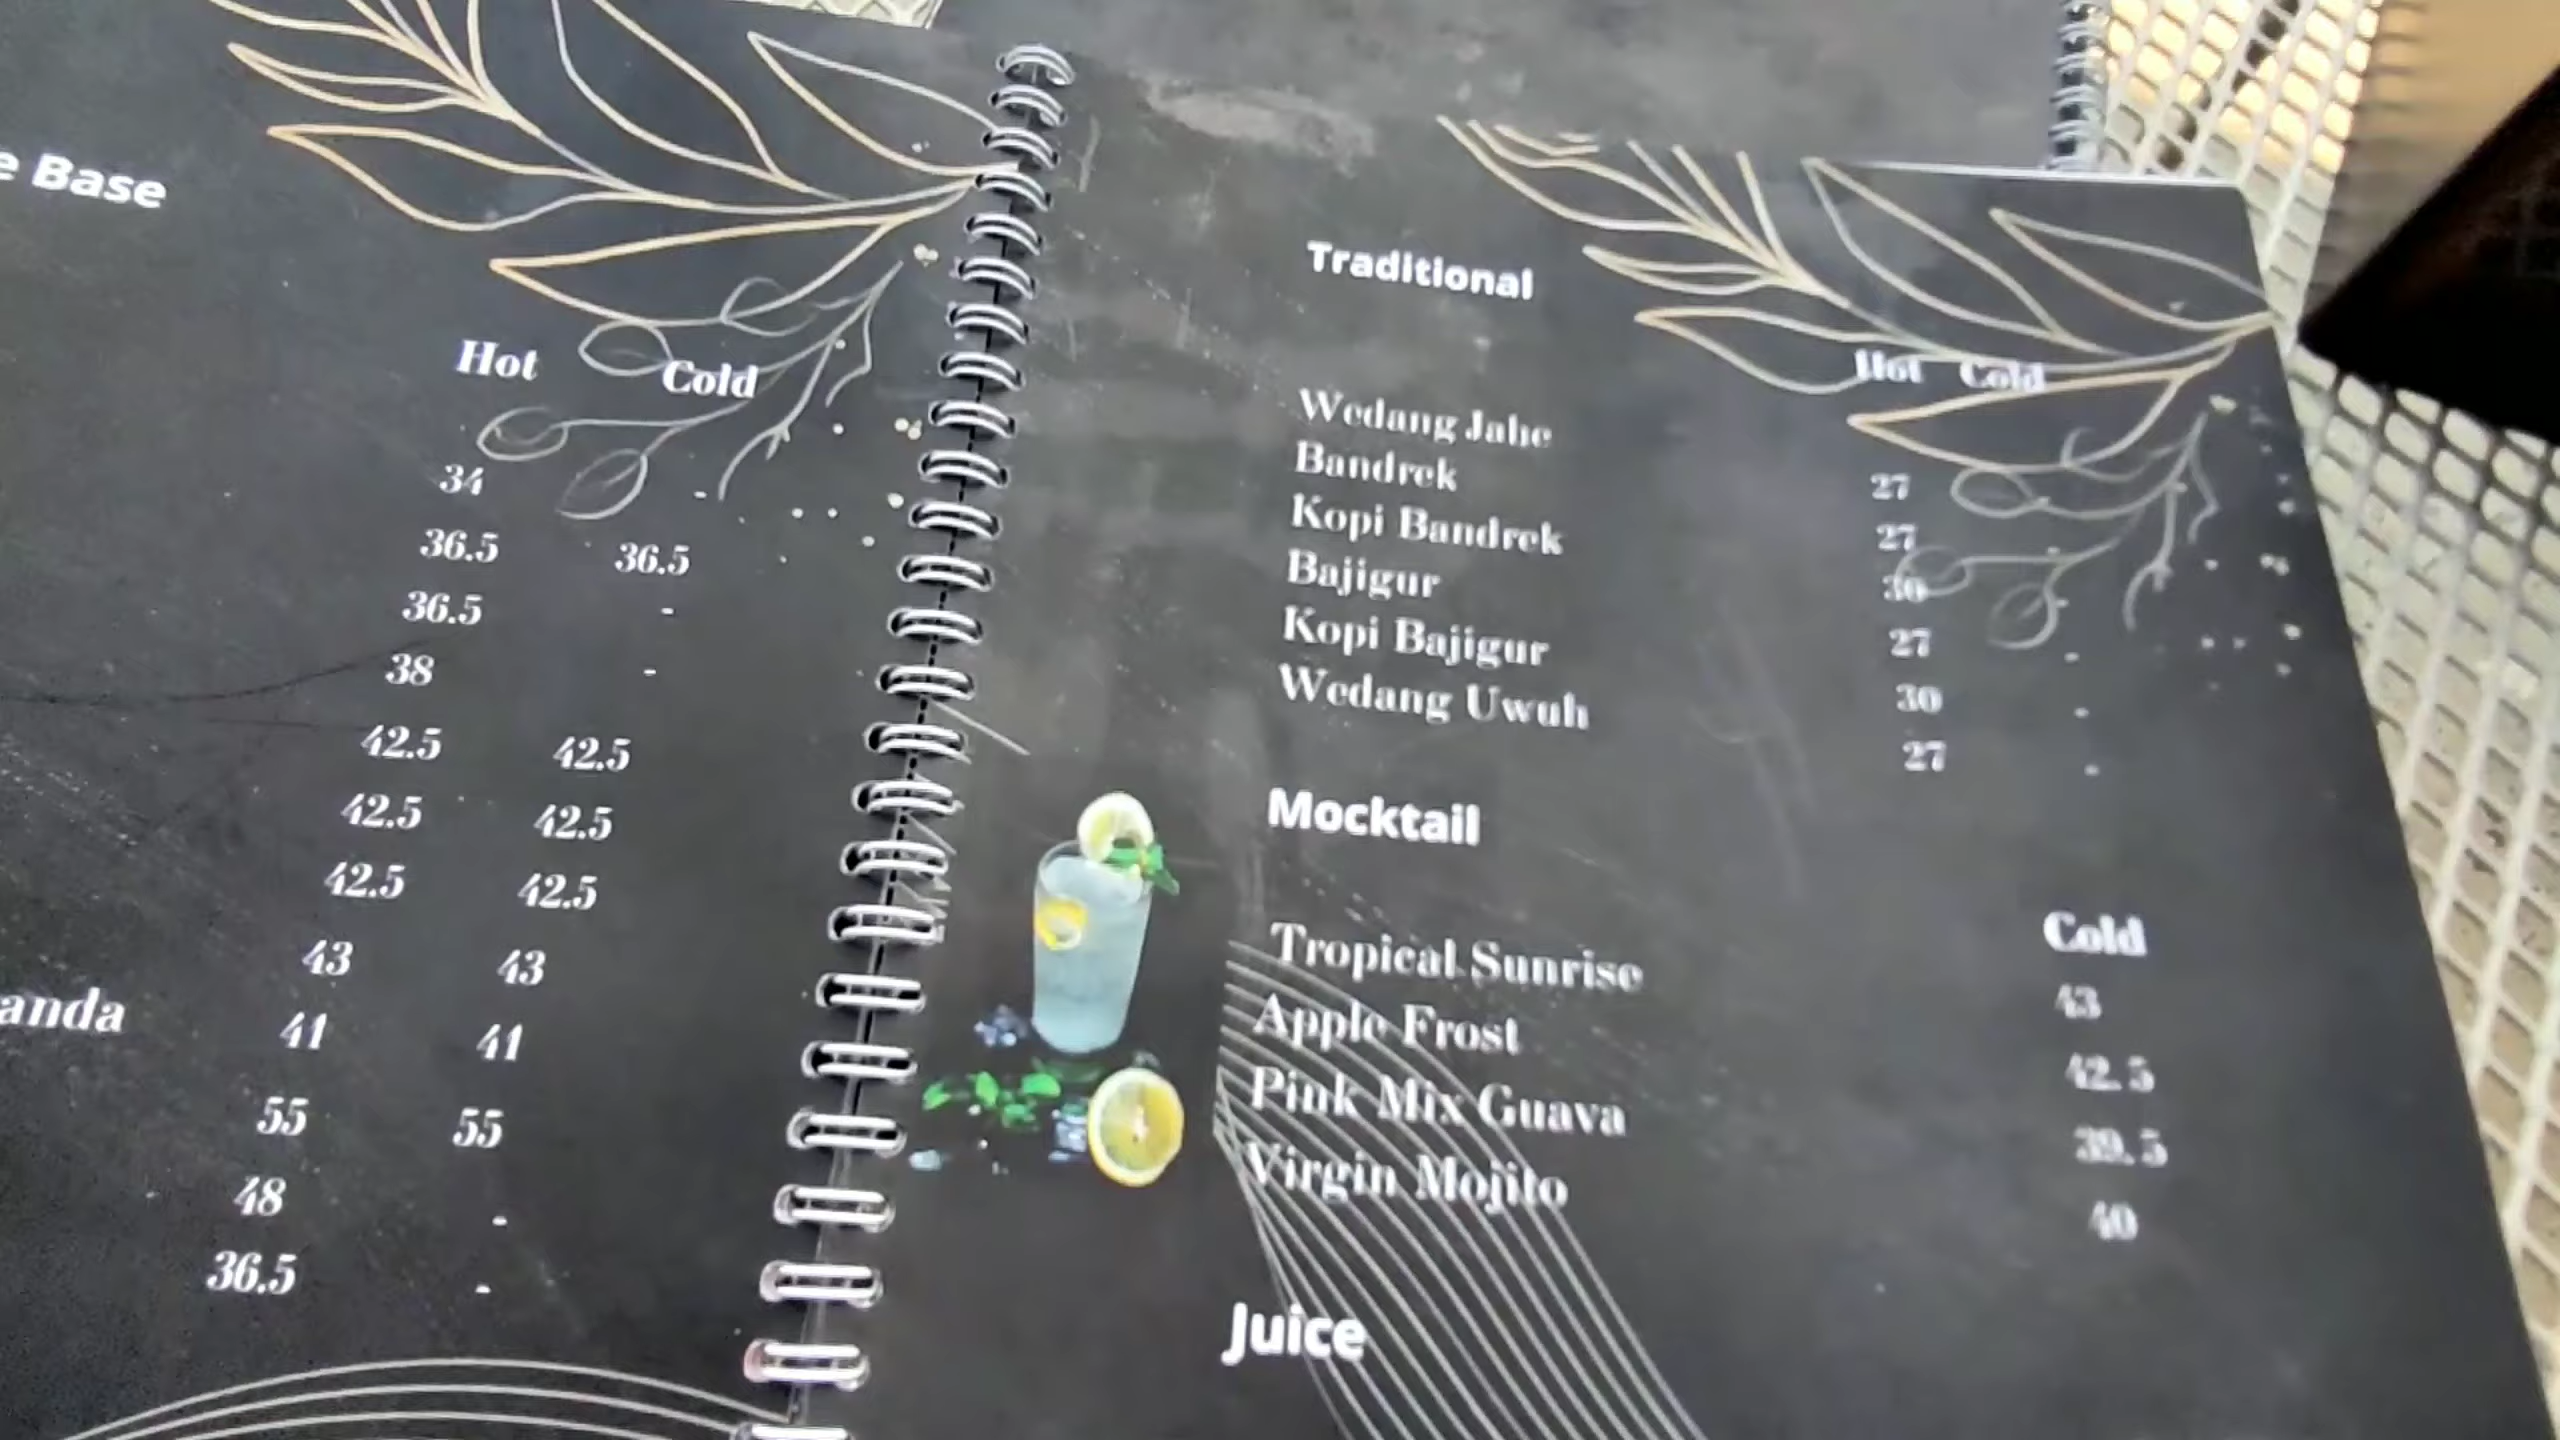 e Base
Hot Cold
34 -
36.5 36.5
36.5 -
38 -
42.5 42.5
42.5 42.5
42.5 42.5
43 43
anda 41 41
55 55
48 -
36.5 -
Traditional
Hot Cold
Wedang Jahe 27
Bandrek 27
Kopi Bandrek 30 -
Bajigur 27 -
Kopi Bajigur 30 -
Wedang Uwuh 27 -
Mocktail
Cold
Tropical Sunrise 43
Apple Frost 42.5
Pink Mix Guava 39.5
Virgin Mojito 40
Juice